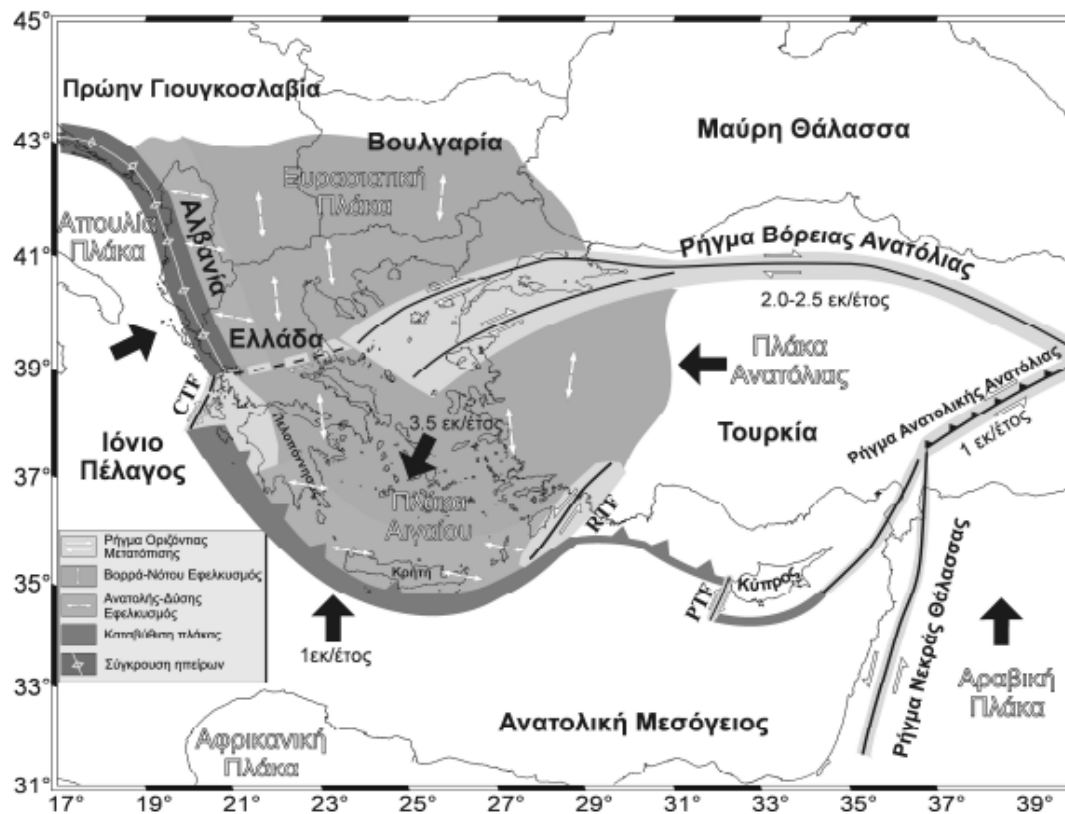 45°
43°
41°
39°
37°
35°
33°
31°
17°
19°
21°
23°
25°
27°
29°
31°
33°
35°
37°
39°
Πρώην Γιουγκοσλαβία
Βουλγαρία
Μαύρη Θάλασσα
Ευρασιατική
Πλάκα
Απουλία
Πλάκα
Αλβανία
Ρήγμα Βόρειας Ανατόλιας
2.0-2.5 εκ/έτος
Ελλάδα
Πλάκα
Ανατόλιας
CTF
Ιόνιο
Πέλαγος
Πελοπόννησος
3.5 εκ/έτος
Τουρκία
Ρήγμα Ανατολικής Ανατόλιας
1 εκ/έτος
Πλάκα
Αιγαίου
RTF
Κρήτη
PTF
Κύπρος
Ρήγμα Νεκράς Θάλασσας
1εκ/έτος
Αραβική
Πλάκα
Ανατολική Μεσόγειος
Αφρικανική
Πλάκα
Ρήγμα Οριζόντιας
Μετατόπισης
Βορρά-Νότου Εφελκυσμός
Ανατολής-Δύσης
Εφελκυσμός
Καταβύθιση πλάκας
Σύγκρουση ηπείρων